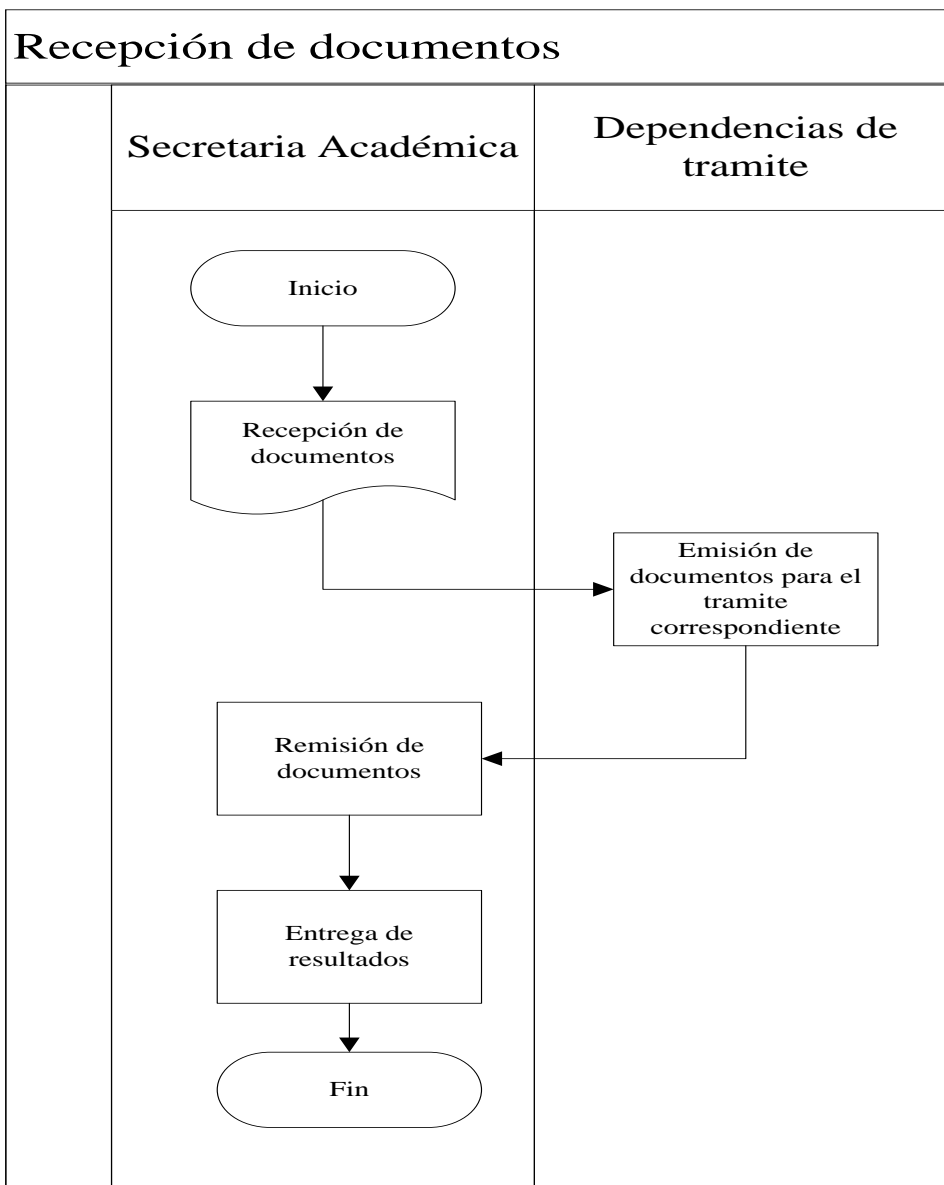 Recepción de documentos
Secretaria Académica
Dependencias de
tramite
Inicio
Recepción de
documentos
Emisión de
documentos para el
tramite
correspondiente
Remisión de
documentos
Entrega de
resultados
Fin